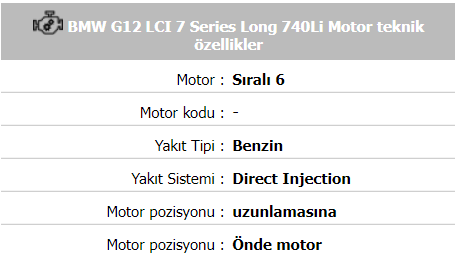 BMW G12 LCI 7 Series Long 740Li Motor teknik
özellikler
Motor : Sıralı 6
Motor kodu : -
Yakıt Tipi : Benzin
Yakıt Sistemi : Direct Injection
Motor pozisyonu : uzunlamasına
Motor pozisyonu : Önde motor